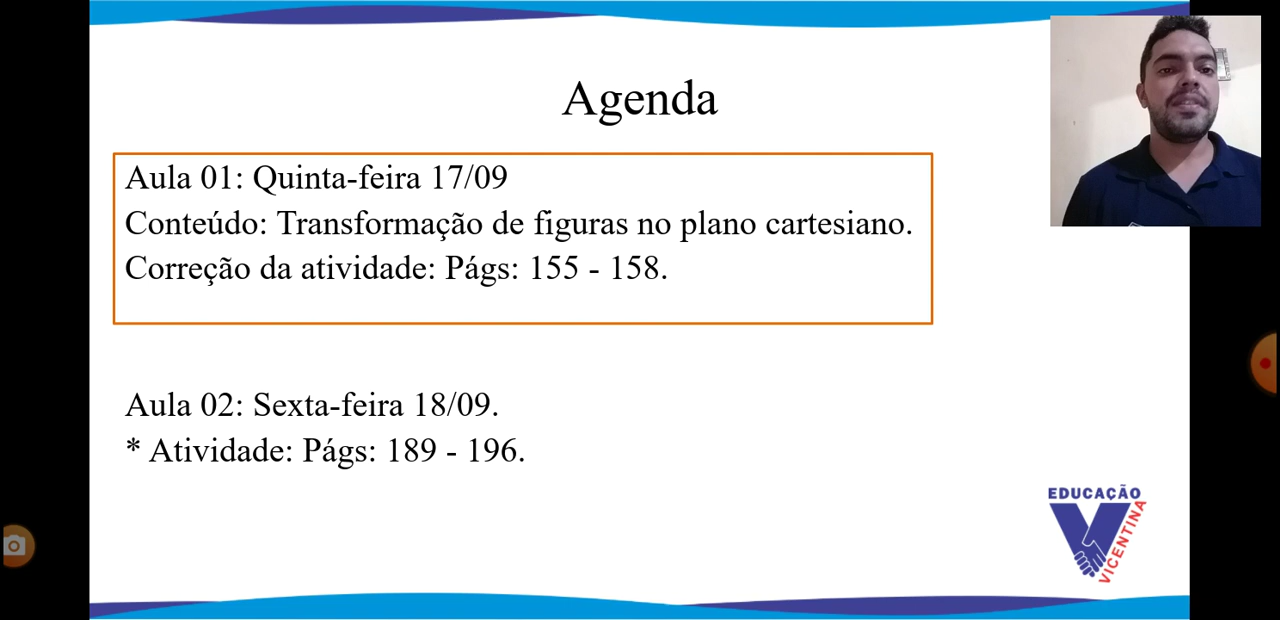 Agenda
Aula 01: Quinta-feira 17/09
Conteúdo: Transformação de figuras no plano cartesiano.
Correção da atividade: Págs: 155 - 158.
Aula 02: Sexta-feira 18/09.
* Atividade: Págs: 189 - 196.
EDUCAÇÃO
VICENTINA